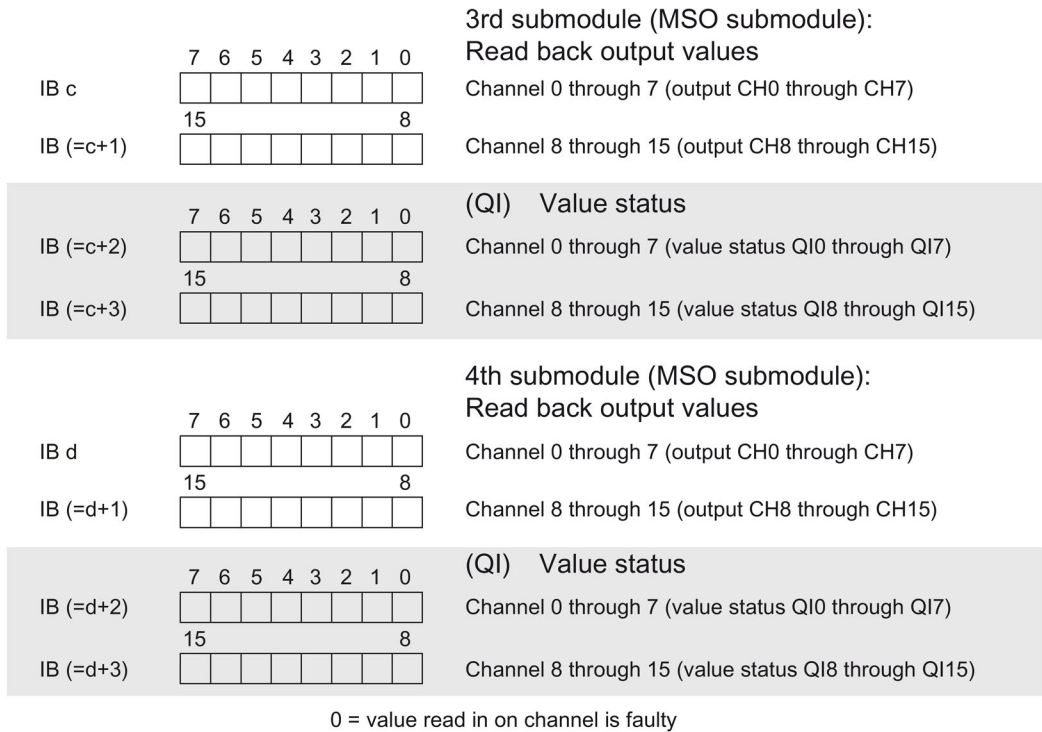 3rd submodule (MSO submodule):
Read back output values
7 6 5 4 3 2 1 0
IB c Channel 0 through 7 (output CH0 through CH7)
15 8
IB (=c+1) Channel 8 through 15 (output CH8 through CH15)
(QI) Value status
7 6 5 4 3 2 1 0
IB (=c+2) Channel 0 through 7 (value status QI0 through QI7)
15 8
IB (=c+3) Channel 8 through 15 (value status QI8 through QI15)
4th submodule (MSO submodule):
Read back output values
7 6 5 4 3 2 1 0
IB d Channel 0 through 7 (output CH0 through CH7)
15 8
IB (=d+1) Channel 8 through 15 (output CH8 through CH15)
(QI) Value status
7 6 5 4 3 2 1 0
IB (=d+2) Channel 0 through 7 (value status QI0 through QI7)
15 8
IB (=d+3) Channel 8 through 15 (value status QI8 through QI15)
0 = value read in on channel is faulty